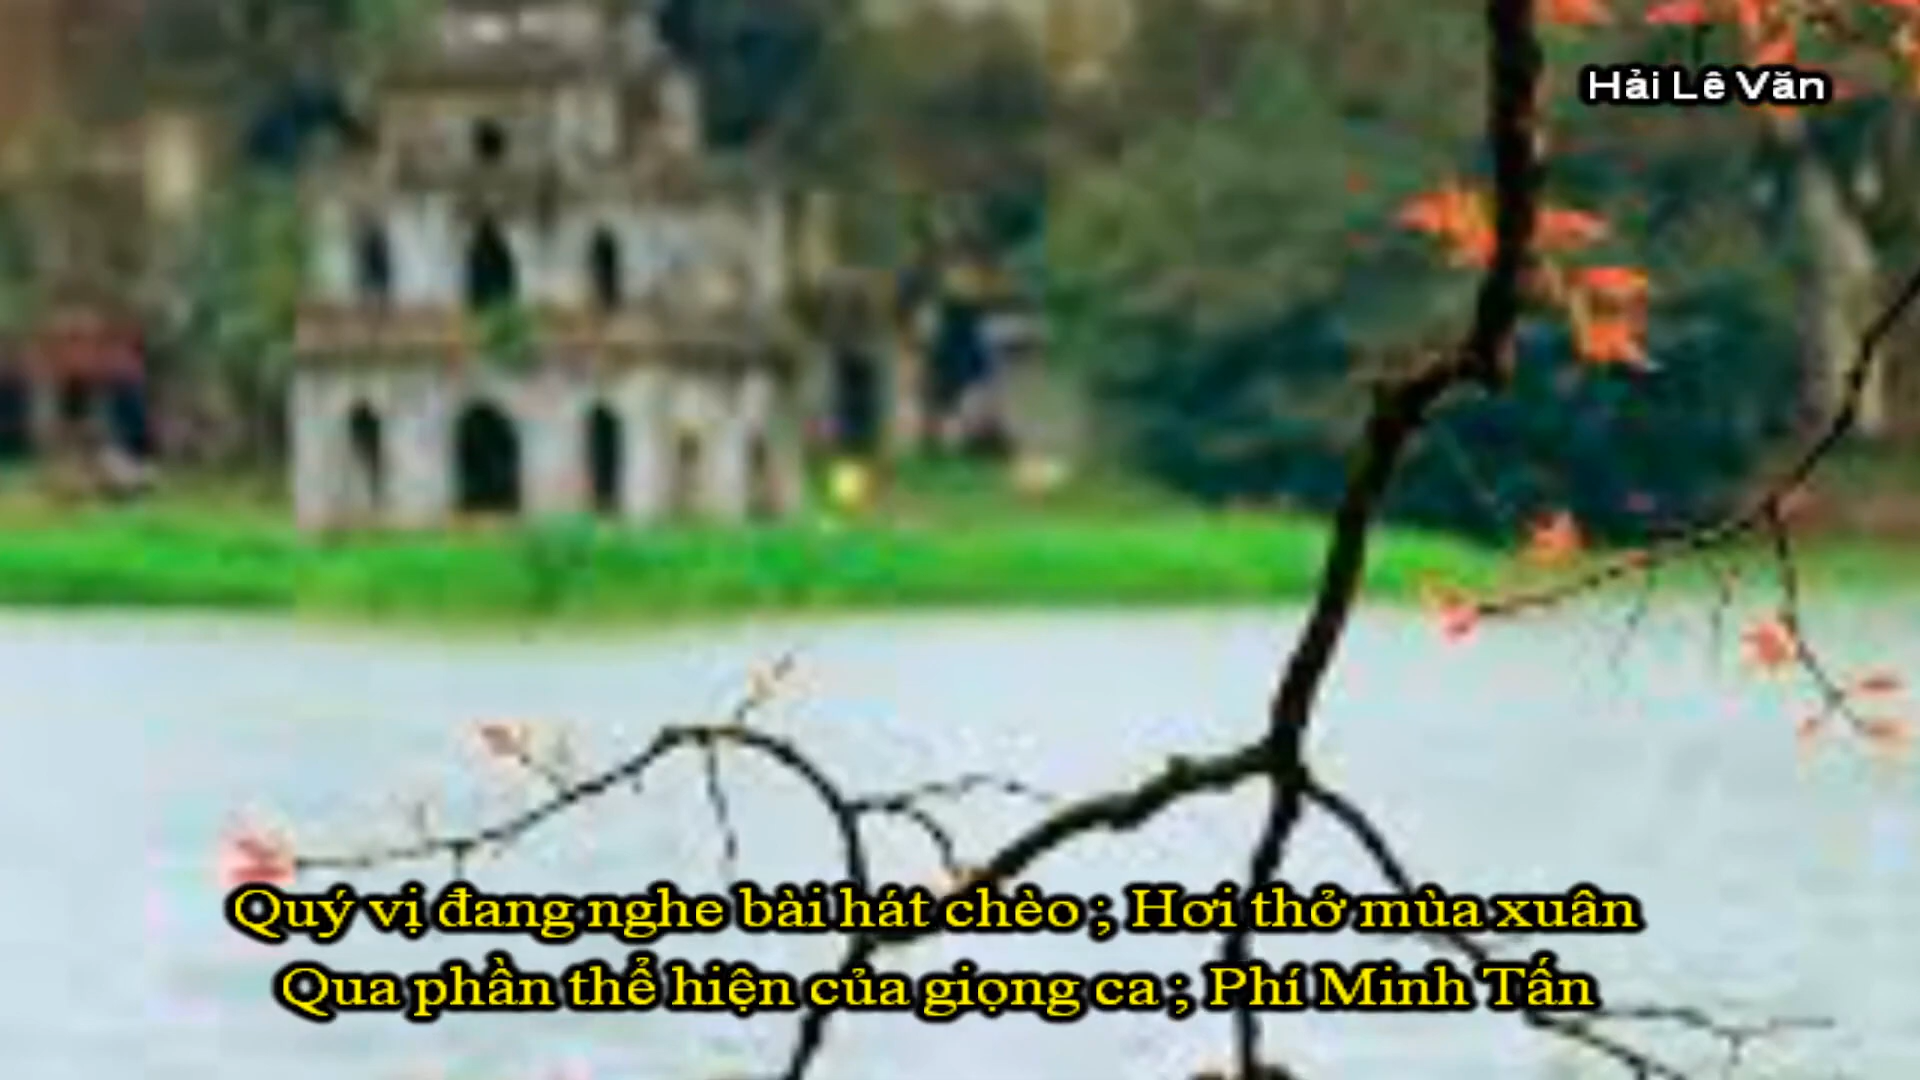 Hải Lê Văn
Quý vị đang nghe bài hát chèo ; Hơi thở mùa xuân
Qua phần thể hiện của giọng ca ; Phí Minh Tấn